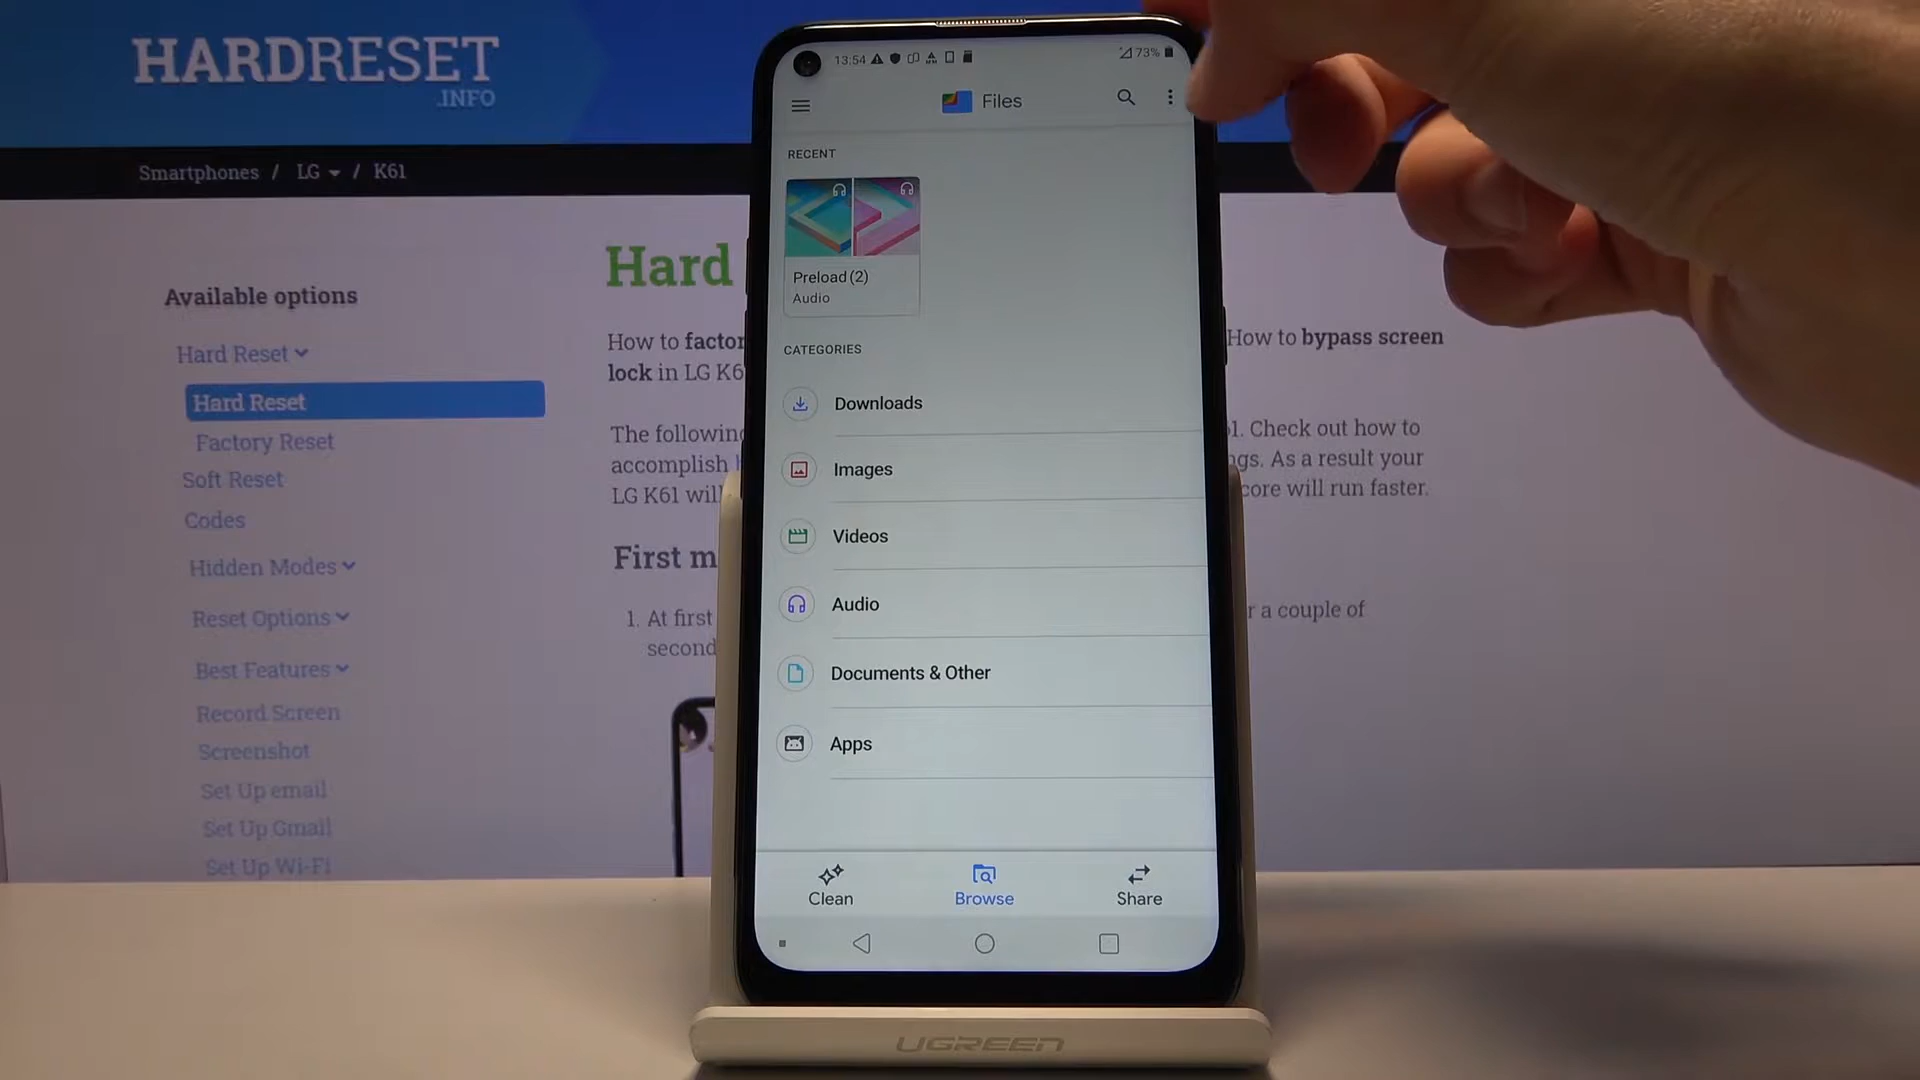 HARDRESET
.INFO
Smartphones / LG / K61
Available options
Hard Reset
Hard Reset
Factory Reset
Soft Reset
Codes
Hidden Modes
Reset Options
Best Features
Record Screen
Screenshot
Set Up email
Set Up Gmail
Set Up Wi-Fi
Hard
How to factor
lock in LG K6
How to bypass screen
The following
accomplish
LG K61 will
1. Check out how to
ngs. As a result your
core will run faster.
First m
1. At first
second
r a couple of
13:54
73%
Files
RECENT
Preload (2)
Audio
CATEGORIES
Downloads
Images
Videos
Audio
Documents & Other
Apps
Clean
Browse
Share
UGREEN